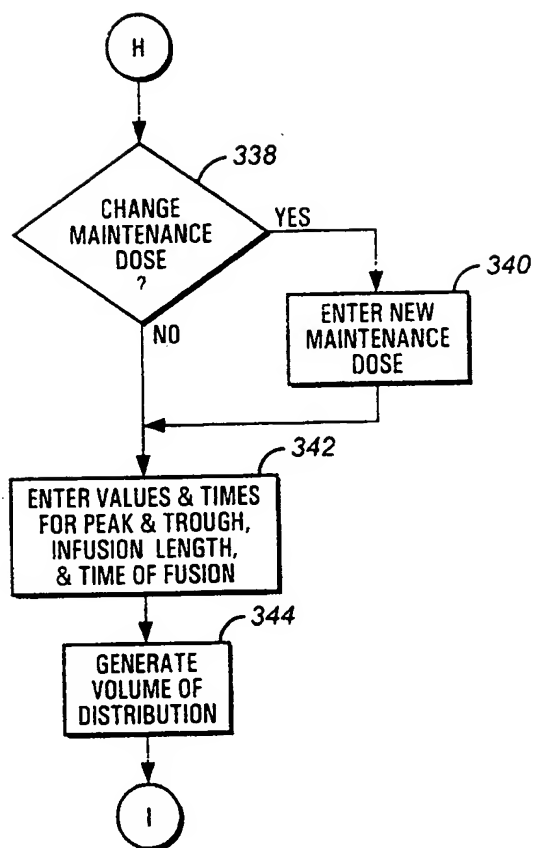 H
338
CHANGE
MAINTENANCE
DOSE
?
YES
NO
340
ENTER NEW
MAINTENANCE
DOSE
342
ENTER VALUES & TIMES
FOR PEAK & TROUGH,
INFUSION LENGTH,
& TIME OF FUSION
344
GENERATE
VOLUME OF
DISTRIBUTION
I